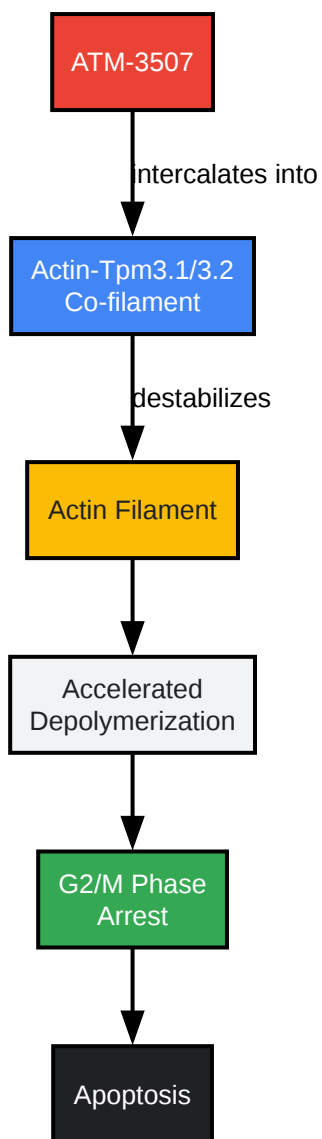 ATM-3507
intercalates into
Actin-Tpm3.1/3.2
Co-filament
destabilizes
Actin Filament
Accelerated
Depolymerization
G2/M Phase
Arrest
Apoptosis